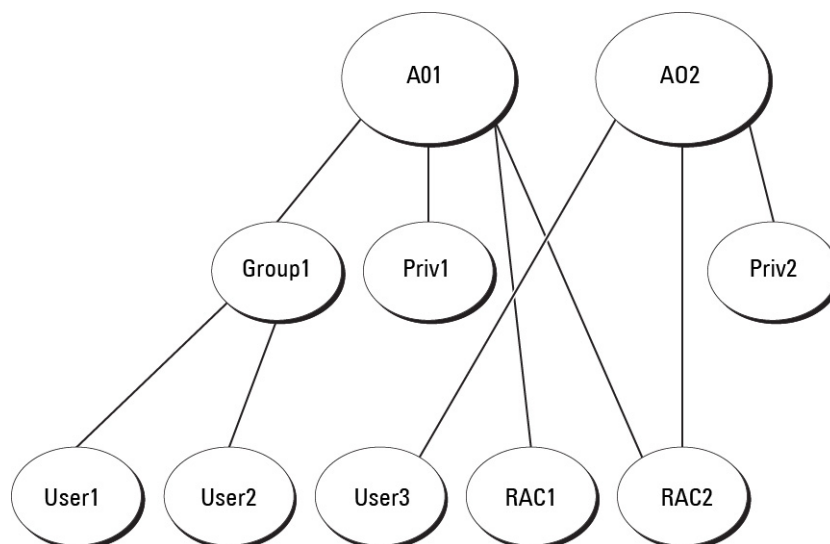 A01
AO2
Group1
Priv1
Priv2
User1
User2
User3
RAC1
RAC2